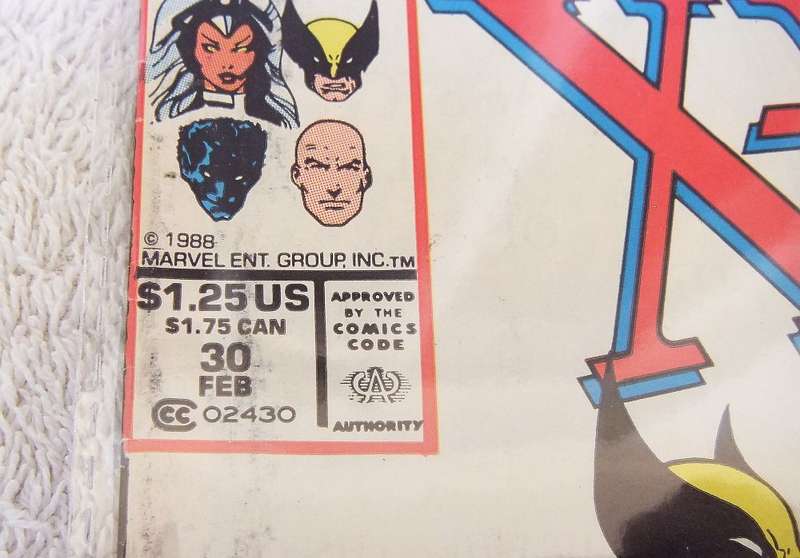 X
© 1988
MARVEL ENT. GROUP, INC.™
$1.25 US
$1.75 CAN
30
FEB
CC 02430
APPROVED
BY THE
COMICS
CODE
CA
AUTHORITY